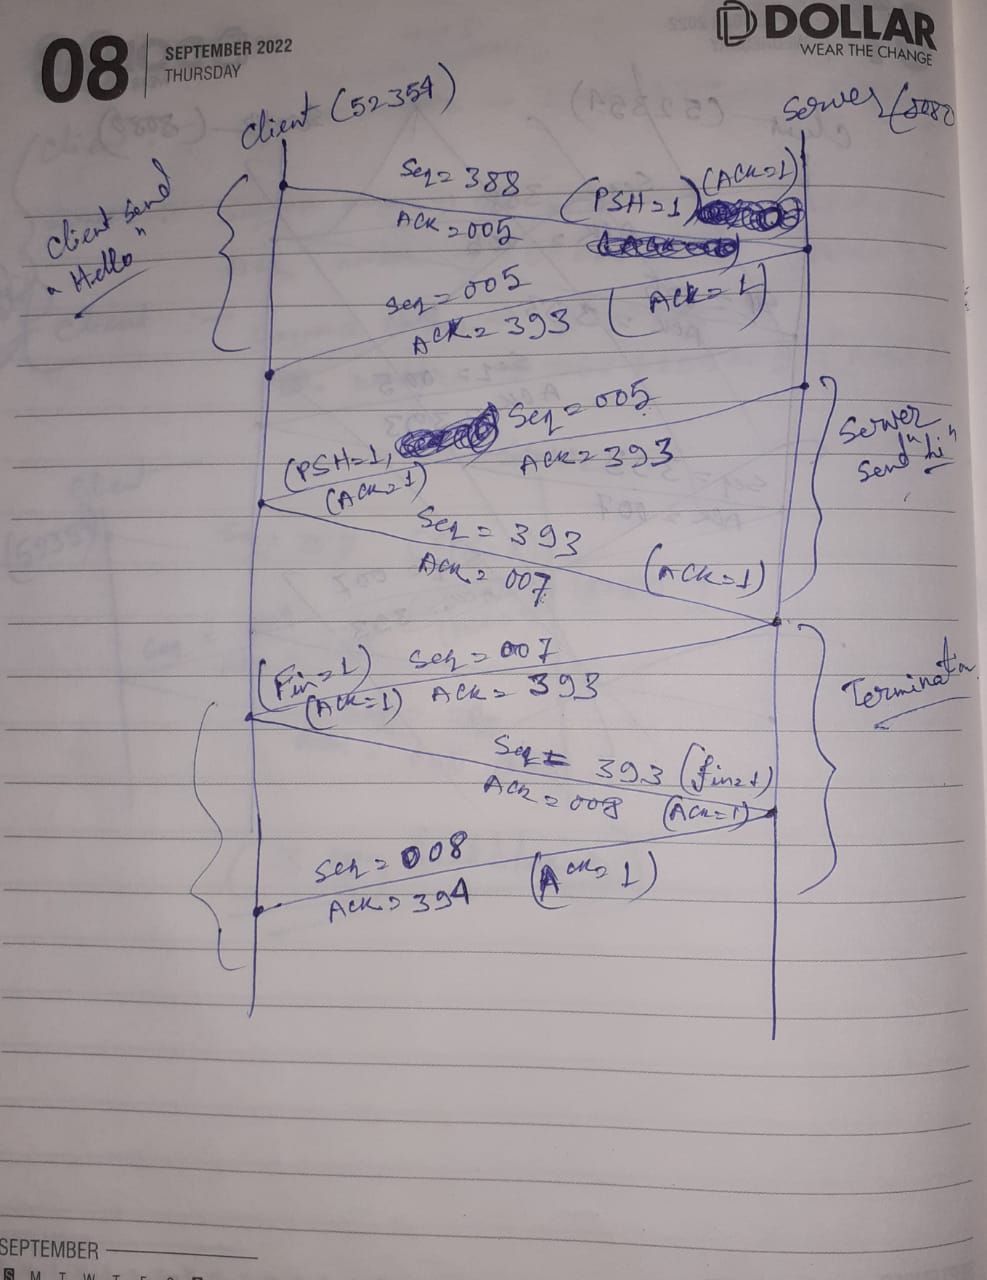 08
SEPTEMBER 2022
THURSDAY
DOLLAR
WEAR THE CHANGE
Client (52354)
Server (8080
Client send
"Hello"
Seq = 388
(PSH=1) (ACK=1)
ACK = 005
Seq = 005
ACK = 393 (ACK=1)
Seq = 005
(PSH=1,
ACK = 393
(ACK=1)
Server
send "hi"
Seq = 393
ACK = 007
(ACK=1)
(Fin=1)
Seq = 007
(ACK=1)
ACK = 393
Terminat
Seq = 393 (fin=1)
ACK = 008 (ACK=1)
Seq = 008
ACK = 394
(ACK=1)
SEPTEMBER
S M T W T F S